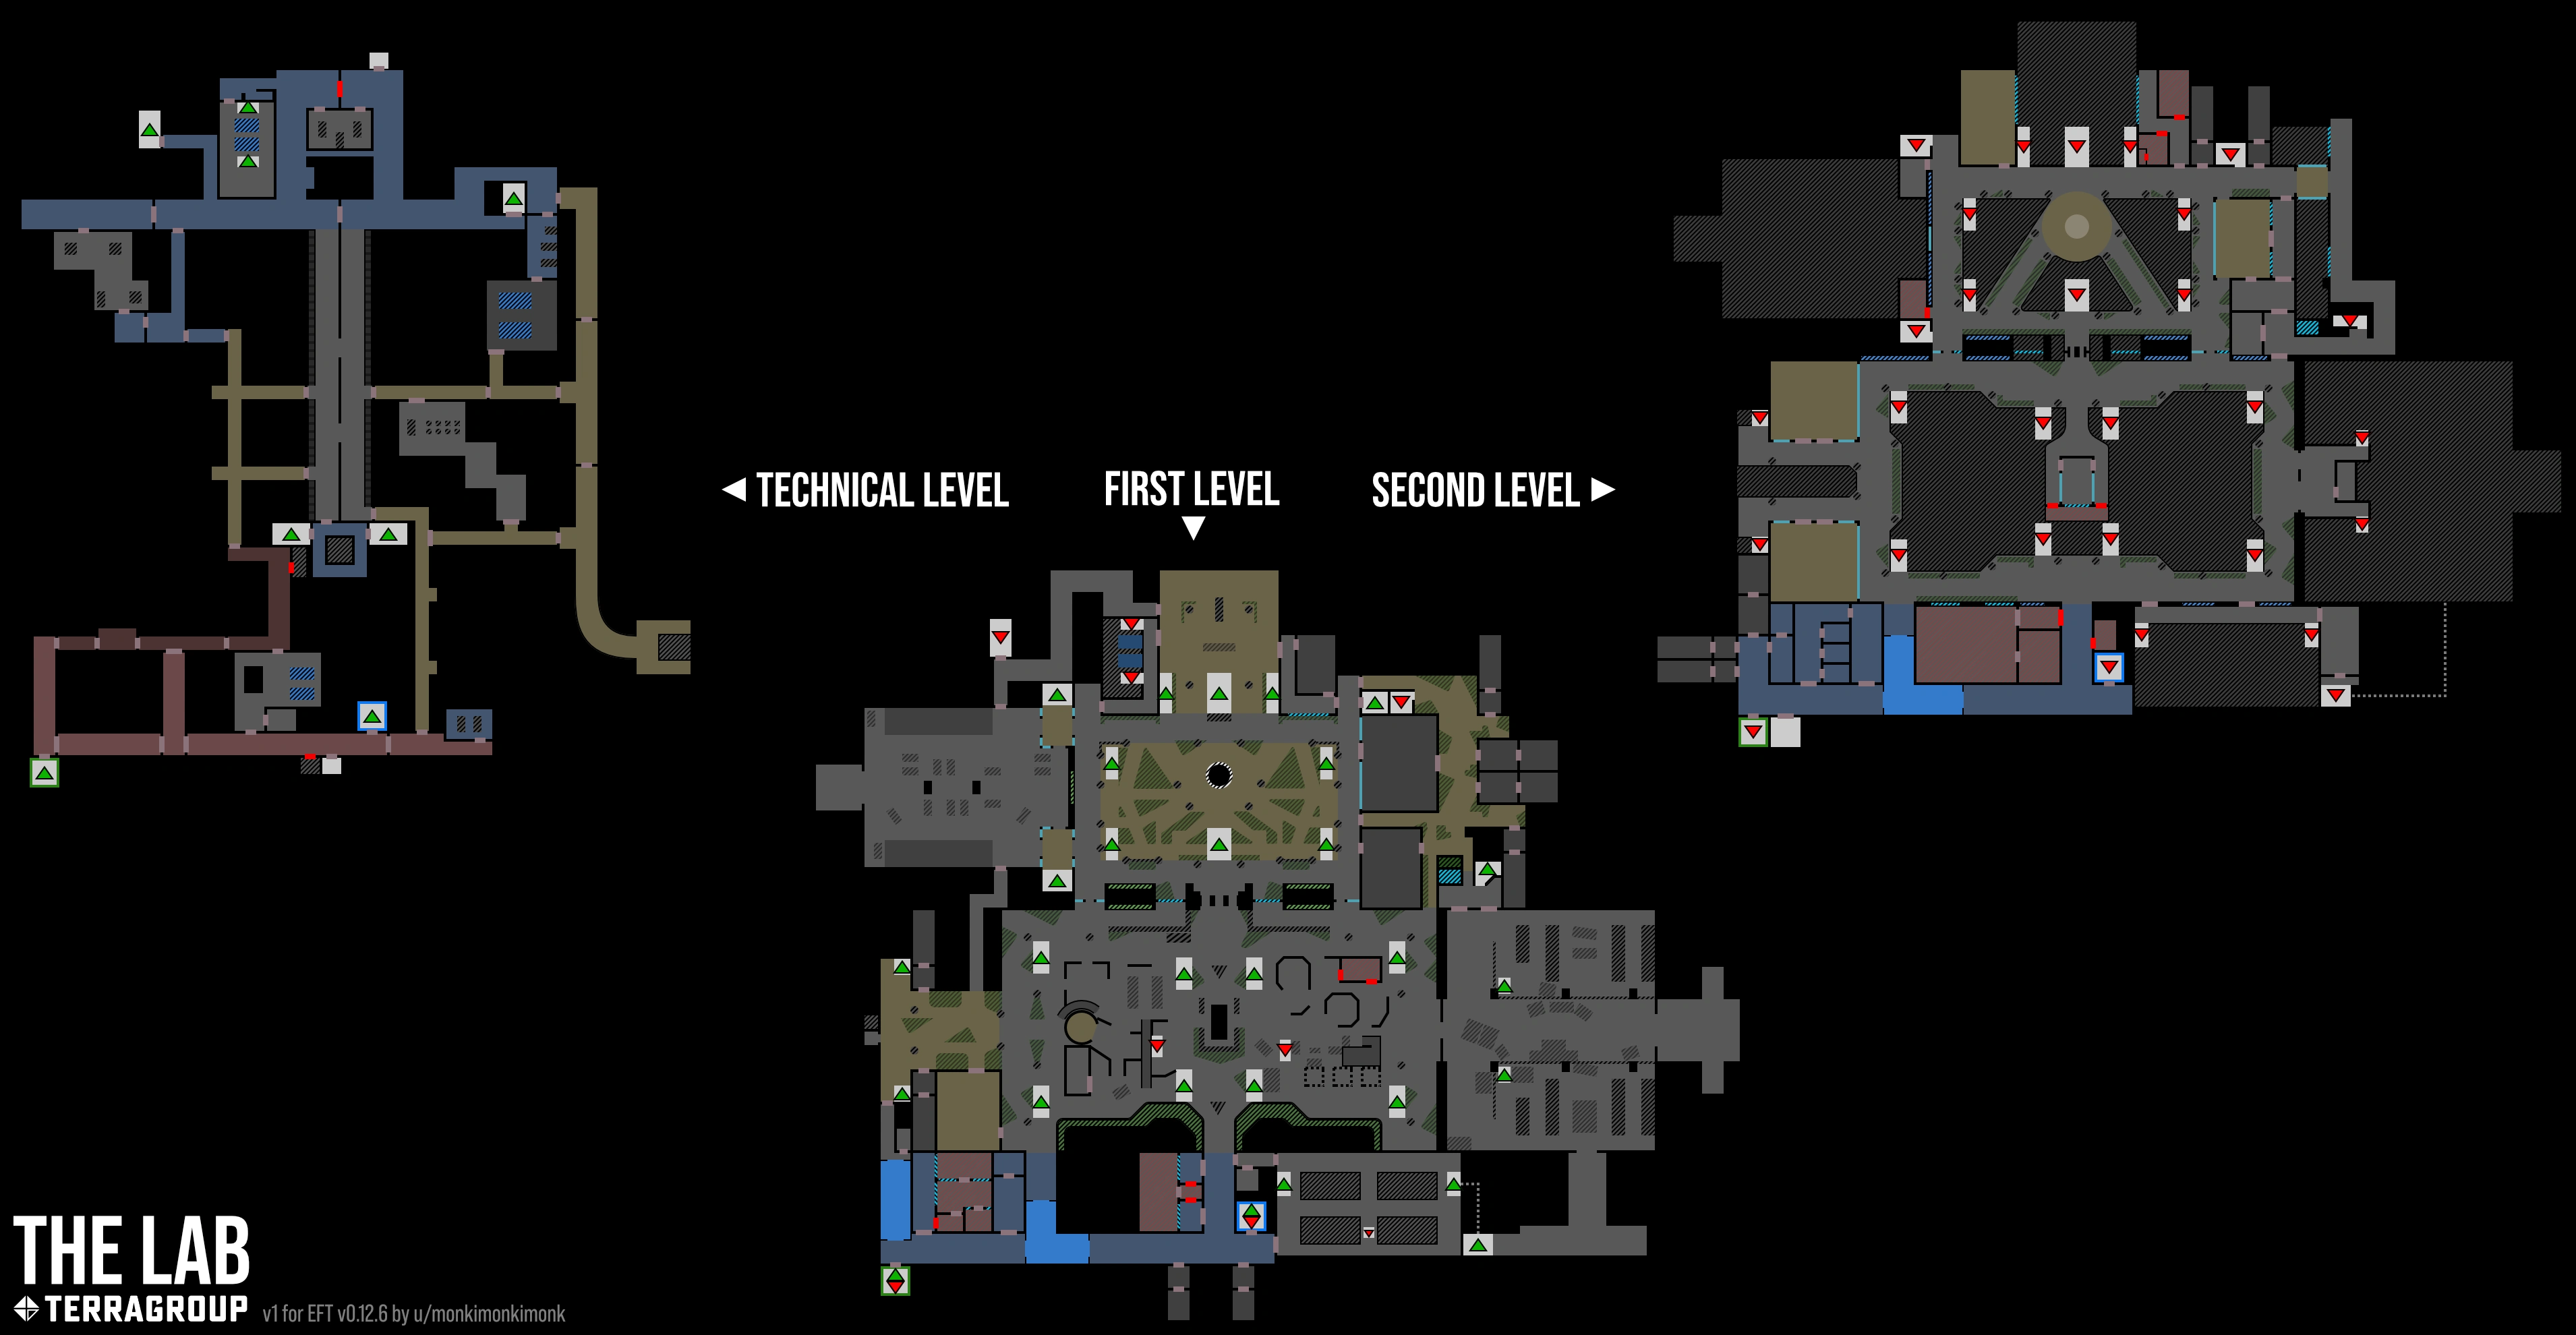 TECHNICAL LEVEL
FIRST LEVEL
SECOND LEVEL
THE LAB
TERRAGROUP
v1 for EFT v0.12.6 by u/monkimonkimonk